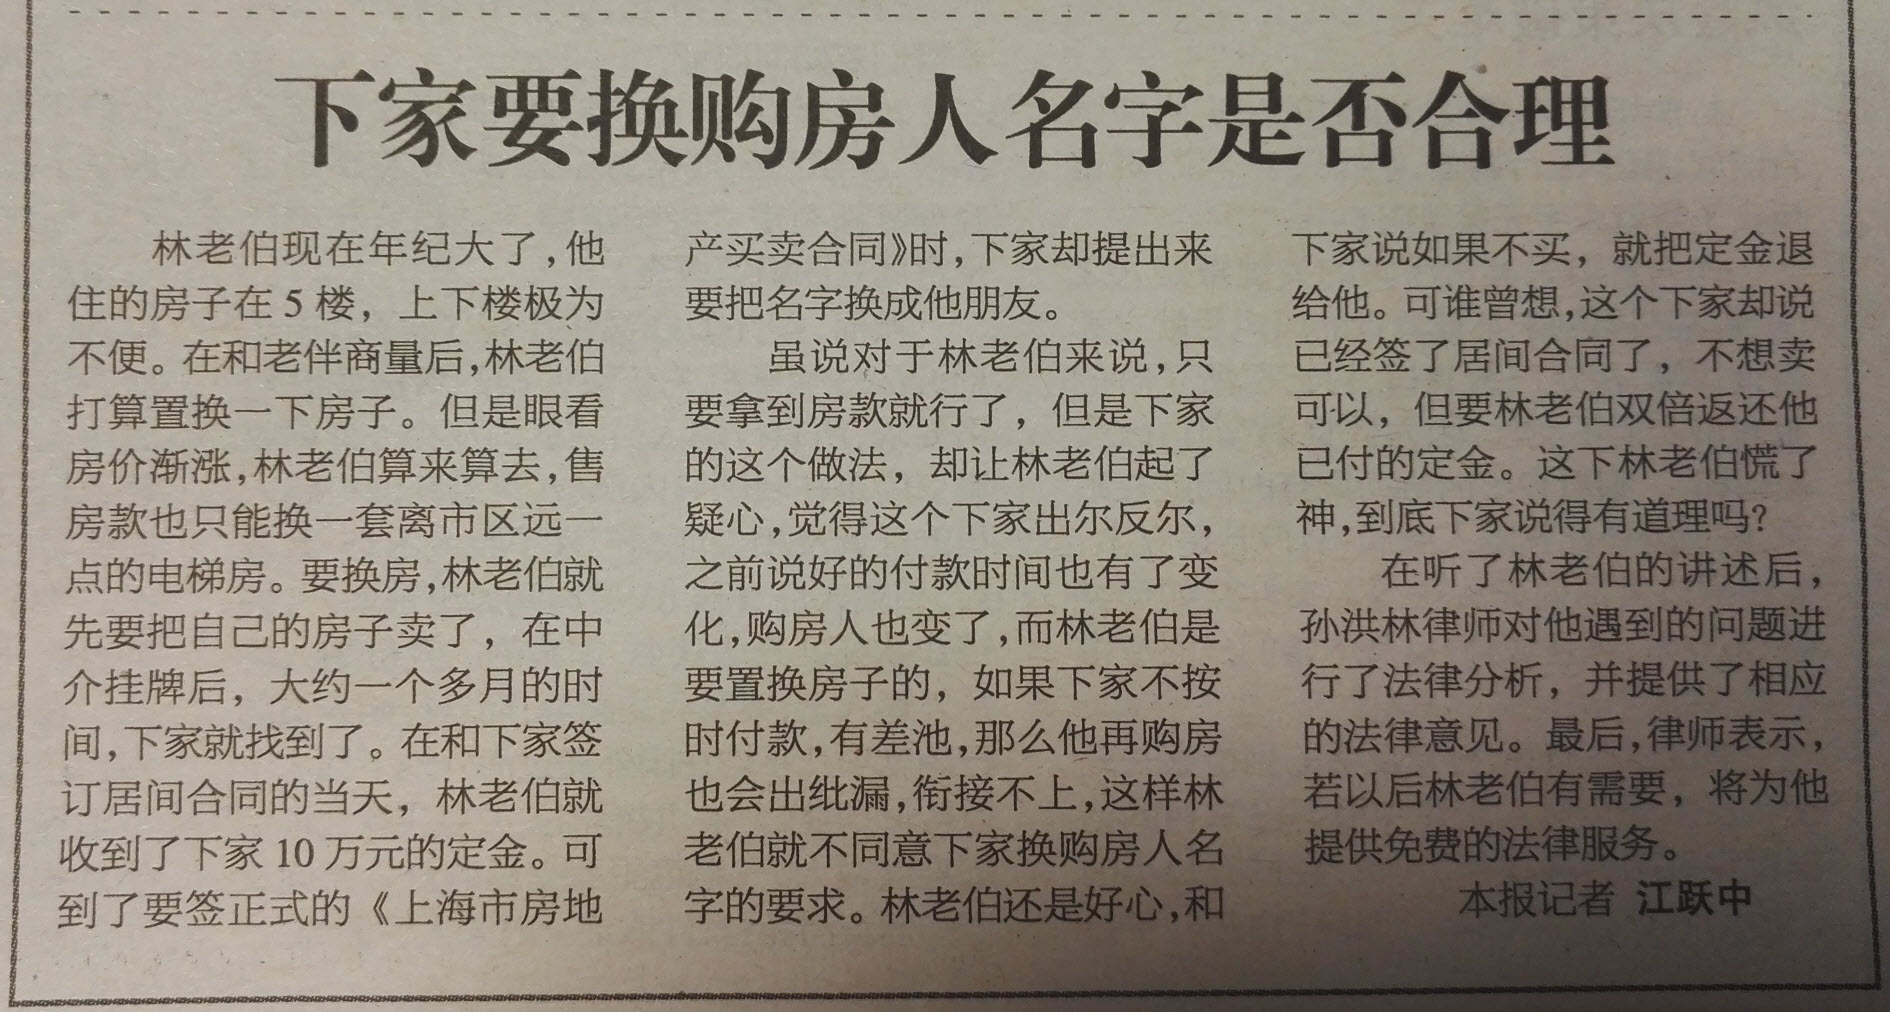 下家要换购房人名字是否合理
林老伯现在年纪大了,他
住的房子在5楼，上下楼极为
不便。在和老伴商量后,林老伯
打算置换一下房子。但是眼看
房价渐涨,林老伯算来算去,售
房款也只能换一套离市区远一
点的电梯房。要换房,林老伯就
先要把自己的房子卖了，在中
介挂牌后，大约一个多月的时
间,下家就找到了。在和下家签
订居间合同的当天，林老伯就
收到了下家10万元的定金。可
到了要签正式的《上海市房地
产买卖合同》时,下家却提出来
要把名字换成他朋友。
虽说对于林老伯来说,只
要拿到房款就行了，但是下家
的这个做法，却让林老伯起了
疑心,觉得这个下家出尔反尔,
之前说好的付款时间也有了变
化,购房人也变了,而林老伯是
要置换房子的，如果下家不按
时付款,有差池,那么他再购房
也会出纰漏,衔接不上,这样林
老伯就不同意下家换购房人名
字的要求。林老伯还是好心,和
下家说如果不买，就把定金退
给他。可谁曾想,这个下家却说
已经签了居间合同了，不想卖
可以，但要林老伯双倍返还他
已付的定金。这下林老伯慌了
神,到底下家说得有道理吗?
在听了林老伯的讲述后,
孙洪林律师对他遇到的问题进
行了法律分析，并提供了相应
的法律意见。最后,律师表示,
若以后林老伯有需要，将为他
提供免费的法律服务。
本报记者 江跃中